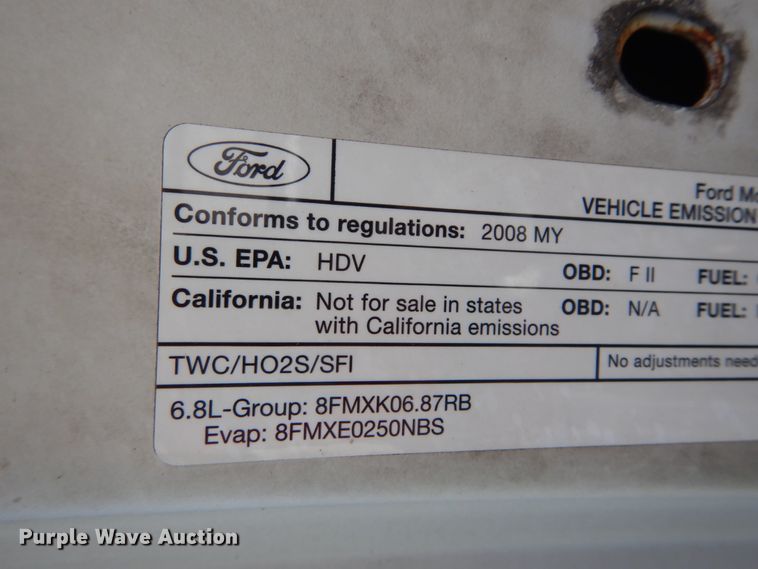 Ford
Ford
VEHICLE EMISSION
Conforms to regulations: 2008 MY
U.S. EPA: HDV OBD: F II FUEL:
California: Not for sale in states OBD: N/A FUEL:
with California emissions
TWC/HO2S/SFI No adjustments
6.8L-Group: 8FMXK06.87RB
Evap: 8FMXE0250NBS
Purple Wave Auction